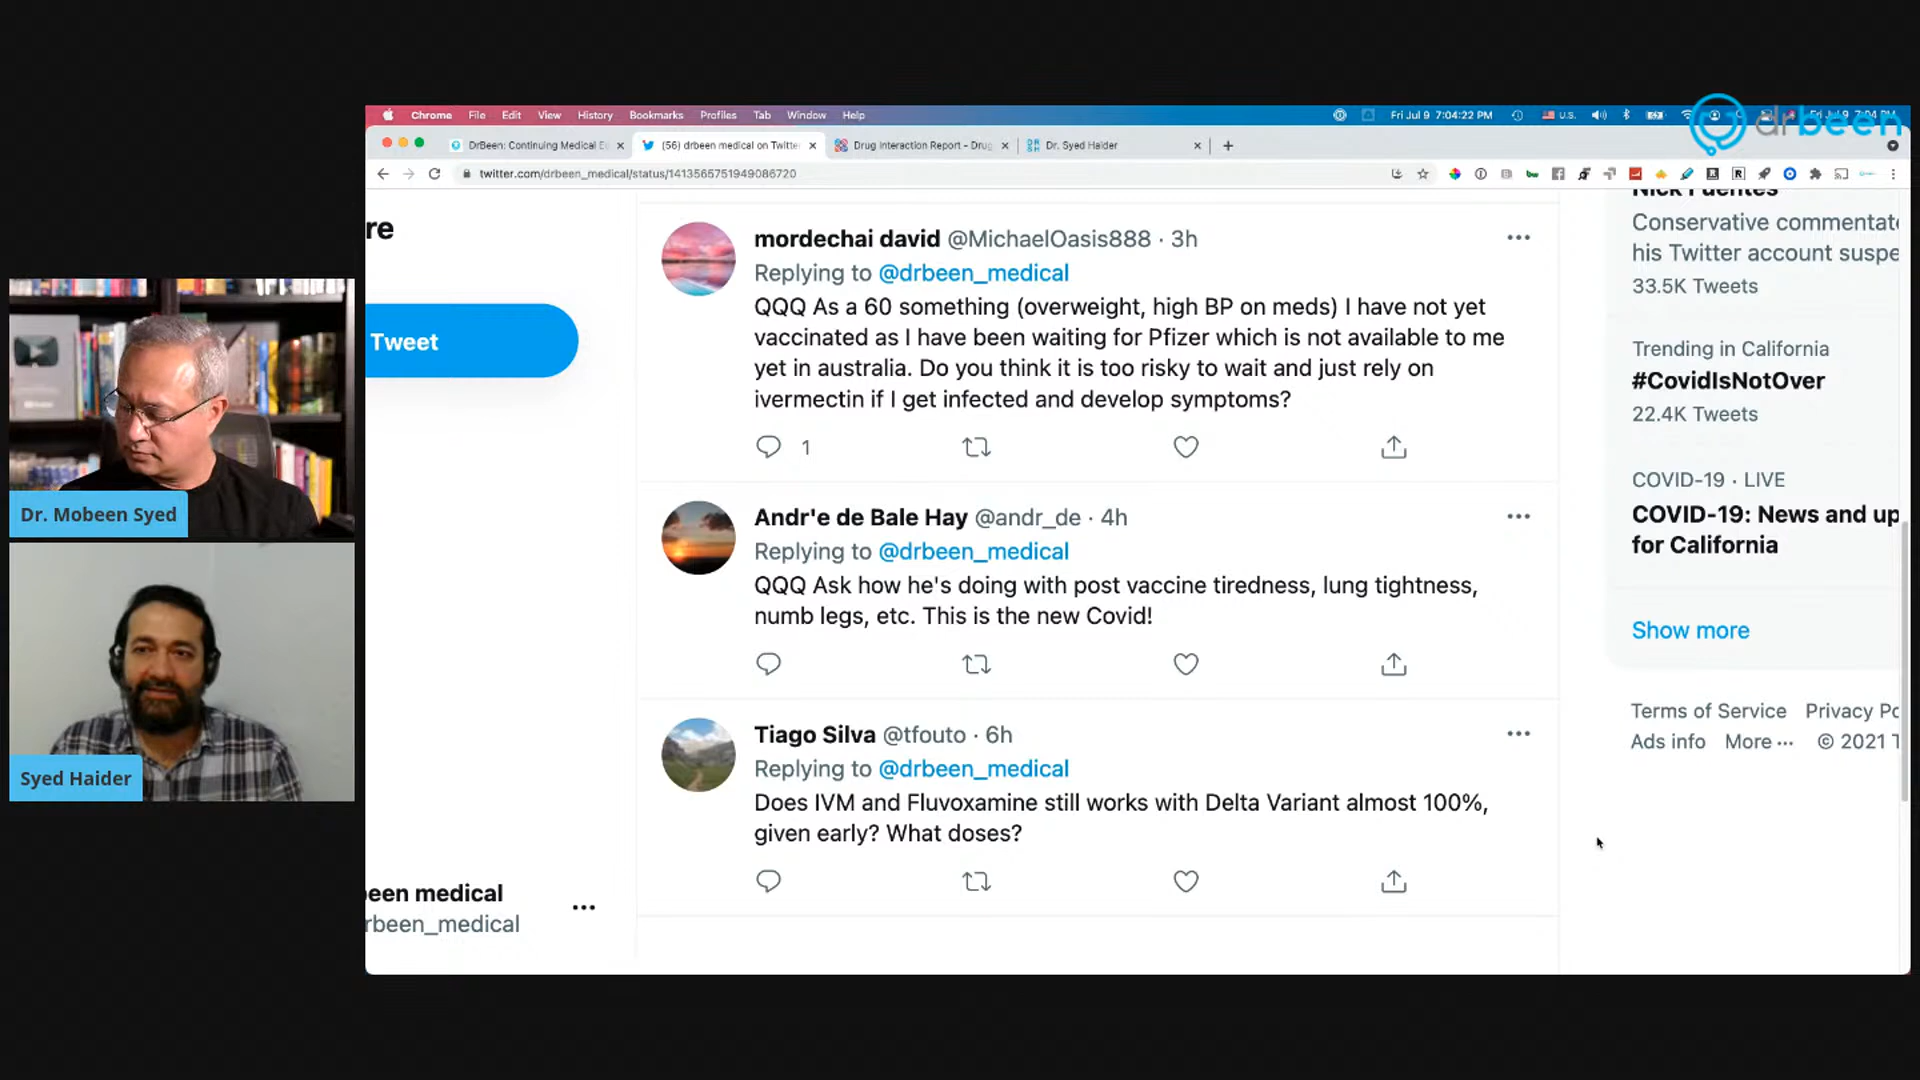 Chrome File Edit View History Bookmarks Profiles Tab Window Help
U.S.
Fri Jul 9 7:04:22 PM
drbeen
DrBeen: Continuing Medical E
(56) drbeen medical on Twitte
Drug Interaction Report - Drug
Dr. Syed Haider
twitter.com/drbeen_medical/status/1413565751949086720
re
Tweet
mordechai david @MichaelOasis888 · 3h
Replying to @drbeen_medical
QQQ As a 60 something (overweight, high BP on meds) I have not yet
vaccinated as I have been waiting for Pfizer which is not available to me
yet in australia. Do you think it is too risky to wait and just rely on
ivermectin if I get infected and develop symptoms?
1
Andr'e de Bale Hay @andr_de · 4h
Replying to @drbeen_medical
QQQ Ask how he's doing with post vaccine tiredness, lung tightness,
numb legs, etc. This is the new Covid!
Tiago Silva @tfouto · 6h
Replying to @drbeen_medical
Does IVM and Fluvoxamine still works with Delta Variant almost 100%,
given early? What doses?
een medical
rbeen_medical
Nick Fuentes
Conservative commentat
his Twitter account suspe
33.5K Tweets
Trending in California
#CovidIsNotOver
22.4K Tweets
COVID-19 · LIVE
COVID-19: News and up
for California
Show more
Terms of Service Privacy Po
Ads info More ··· © 2021 T
Dr. Mobeen Syed
Syed Haider